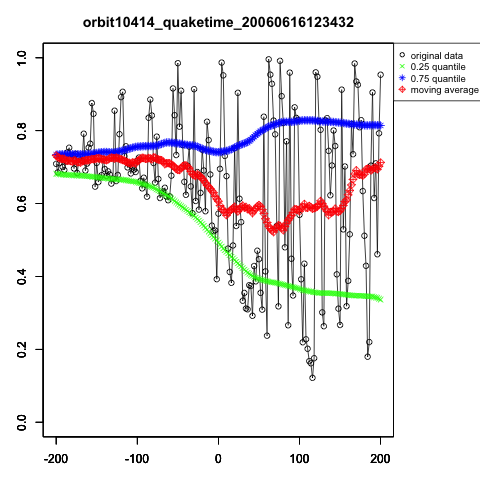 orbit10414_quaketime_20060616123432
original data
0.25 quantile
0.75 quantile
moving average
1.0
0.8
0.6
0.4
0.2
0.0
-200 -100 0 100 200